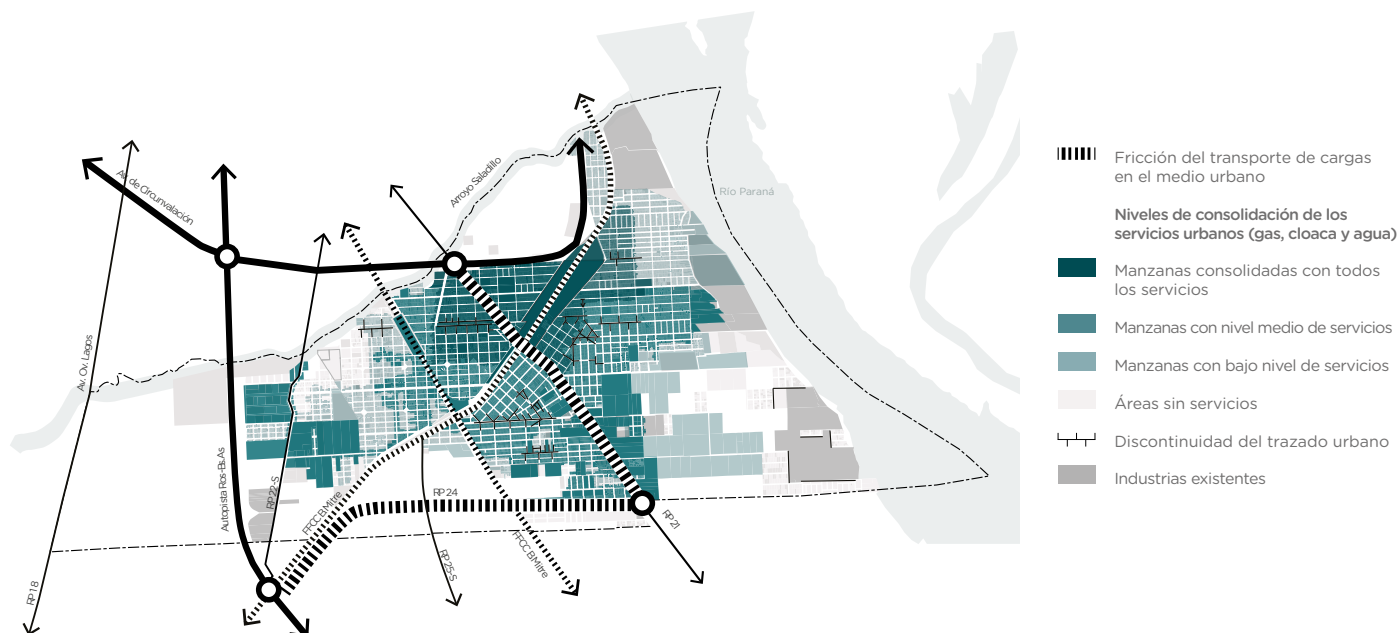 Av. de Circunvalación
Arroyo Saladillo
Río Paraná
Av. Ov. Lagos
Autopista Ros-Bs.As
RP 22-S
FFCC B.Mitre
RP 24
RP 21
RP 25-S
FFCC B.Mitre
RP 18
Fricción del transporte de cargas
en el medio urbano
Niveles de consolidación de los
servicios urbanos (gas, cloaca y agua)
Manzanas consolidadas con todos
los servicios
Manzanas con nivel medio de servicios
Manzanas con bajo nivel de servicios
Áreas sin servicios
Discontinuidad del trazado urbano
Industrias existentes